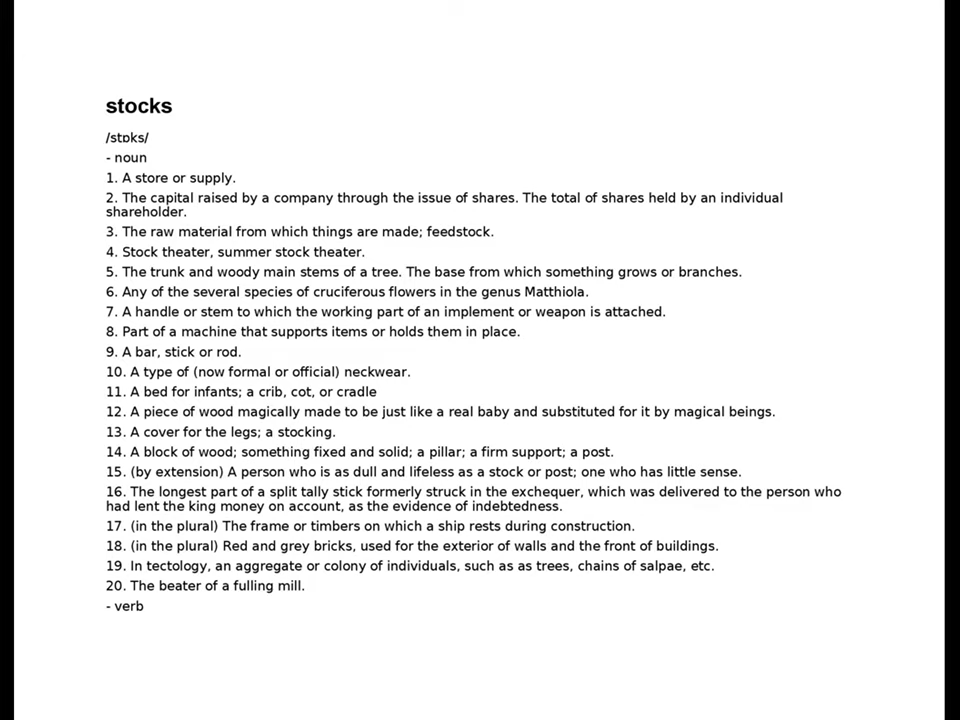 stocks
/stɒks/
- noun
1. A store or supply.
2. The capital raised by a company through the issue of shares. The total of shares held by an individual
shareholder.
3. The raw material from which things are made; feedstock.
4. Stock theater, summer stock theater.
5. The trunk and woody main stems of a tree. The base from which something grows or branches.
6. Any of the several species of cruciferous flowers in the genus Matthiola.
7. A handle or stem to which the working part of an implement or weapon is attached.
8. Part of a machine that supports items or holds them in place.
9. A bar, stick or rod.
10. A type of (now formal or official) neckwear.
11. A bed for infants; a crib, cot, or cradle
12. A piece of wood magically made to be just like a real baby and substituted for it by magical beings.
13. A cover for the legs; a stocking.
14. A block of wood; something fixed and solid; a pillar; a firm support; a post.
15. (by extension) A person who is as dull and lifeless as a stock or post; one who has little sense.
16. The longest part of a split tally stick formerly struck in the exchequer, which was delivered to the person who
had lent the king money on account, as the evidence of indebtedness.
17. (in the plural) The frame or timbers on which a ship rests during construction.
18. (in the plural) Red and grey bricks, used for the exterior of walls and the front of buildings.
19. In tectology, an aggregate or colony of individuals, such as as trees, chains of salpae, etc.
20. The beater of a fulling mill.
- verb